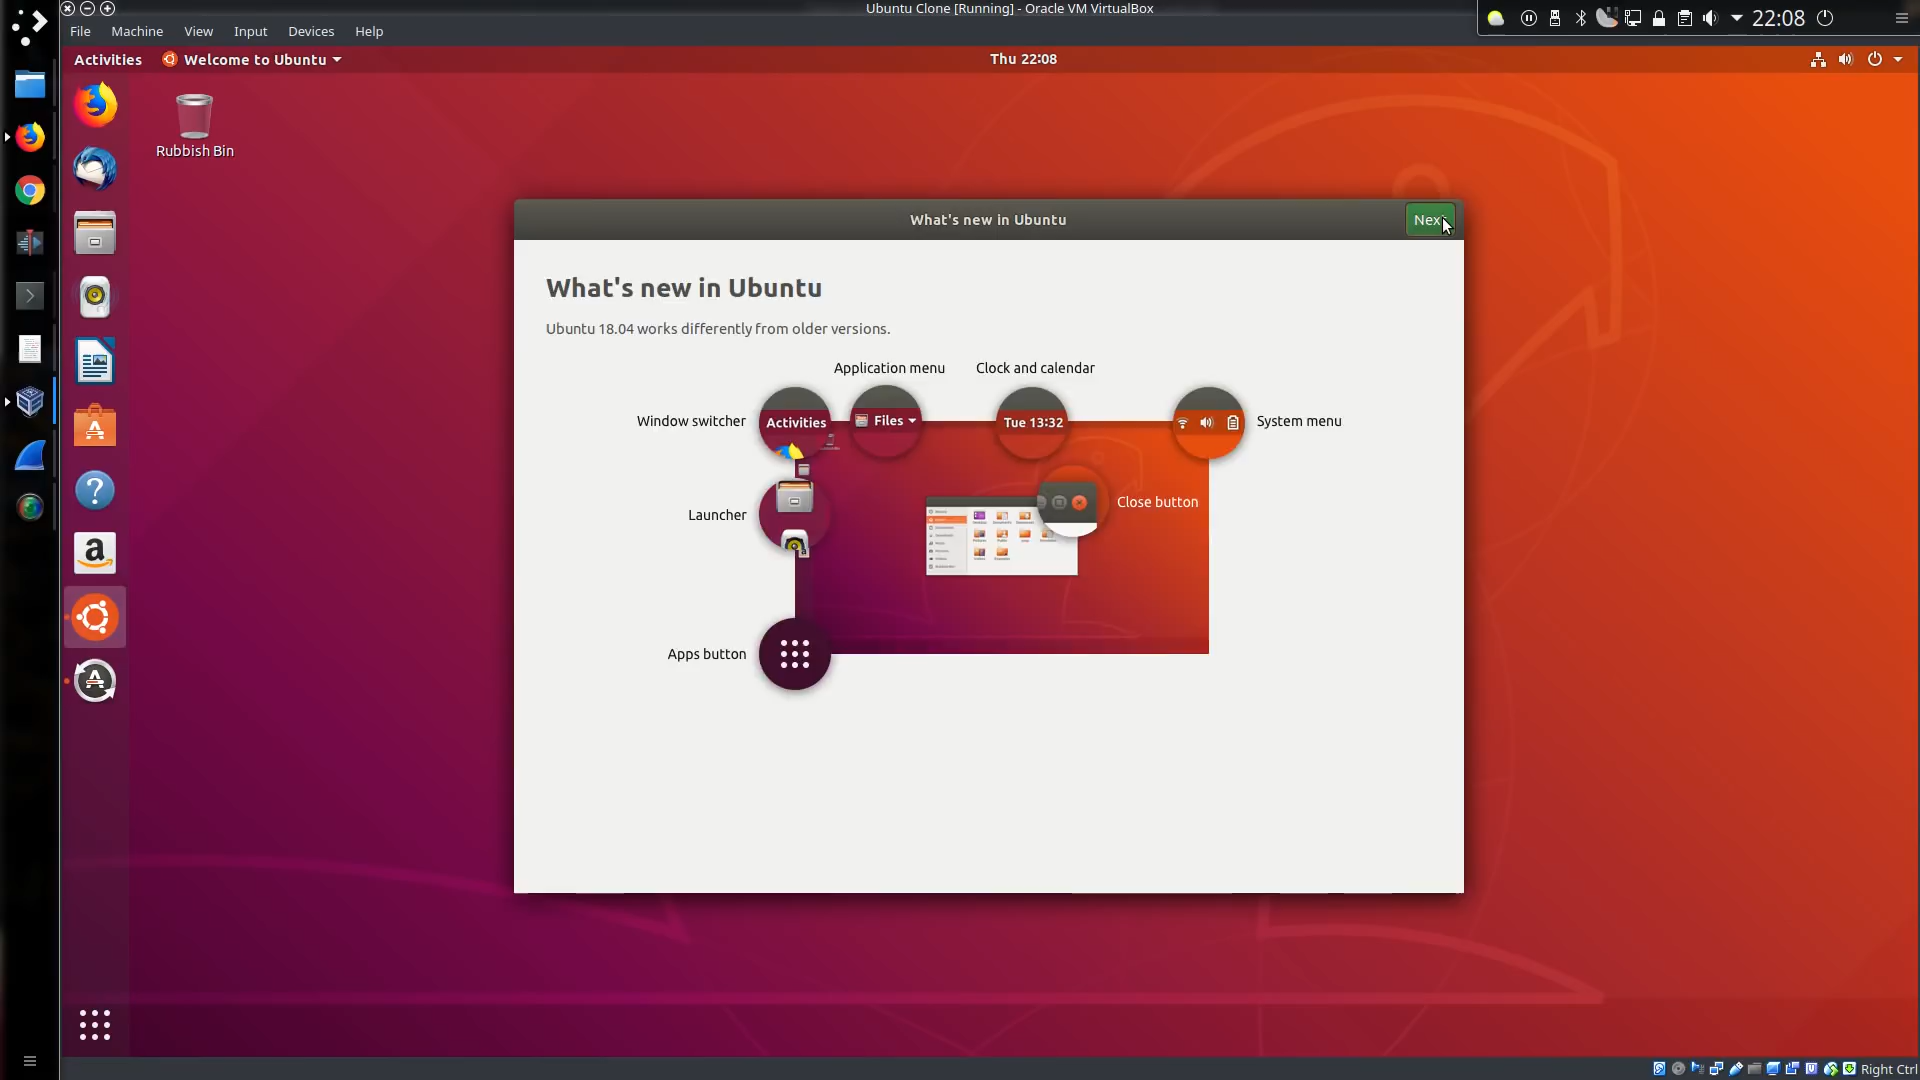 Ubuntu Clone [Running] - Oracle VM VirtualBox
22:08
File Machine View Input Devices Help
Activities Welcome to Ubuntu Thu 22:08
Rubbish Bin
What's new in Ubuntu
Nex
What's new in Ubuntu
Ubuntu 18.04 works differently from older versions.
Application menu Clock and calendar
Window switcher Activities Files Tue 13:32 System menu
Close button
Launcher
Apps button
Right Ctrl